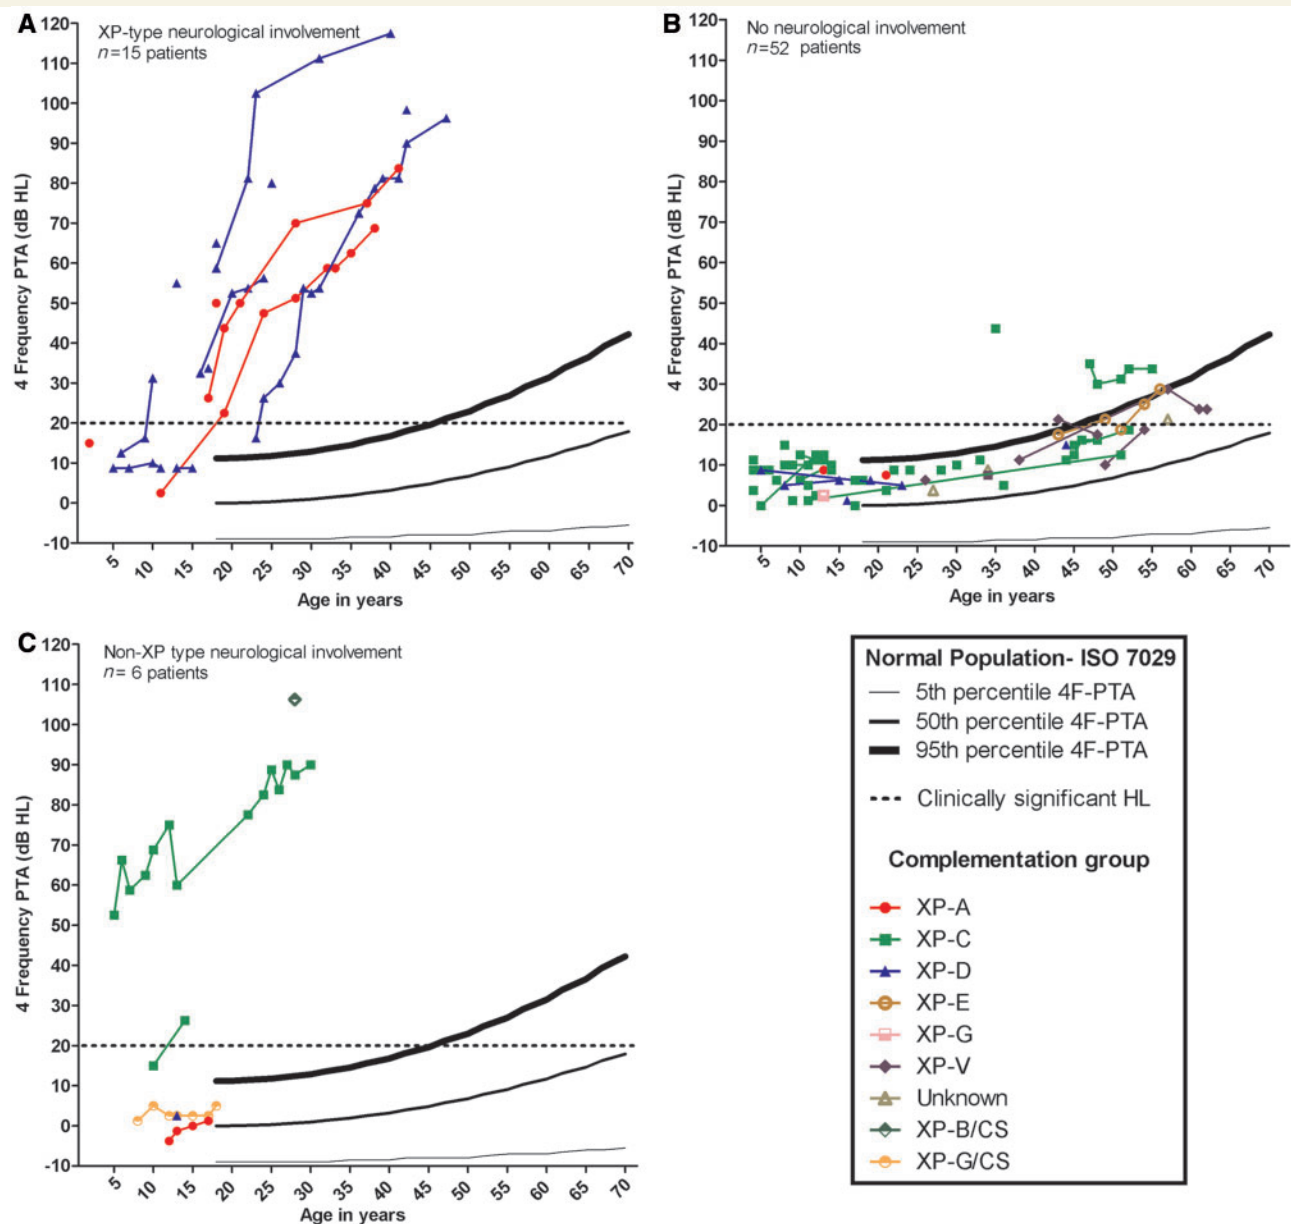 A
XP-type neurological involvement
n=15 patients
4 Frequency PTA (dB HL)
120
110
100
90
80
70
60
50
40
30
20
10
0
-10
5 10 15 20 25 30 35 40 45 50 55 60 65 70
Age in years
B
No neurological involvement
n=52 patients
4 Frequency PTA (dB HL)
120
110
100
90
80
70
60
50
40
30
20
10
0
-10
5 10 15 20 25 30 35 40 45 50 55 60 65 70
Age in years
C
Non-XP type neurological involvement
n= 6 patients
4 Frequency PTA (dB HL)
120
110
100
90
80
70
60
50
40
30
20
10
0
-10
5 10 15 20 25 30 35 40 45 50 55 60 65 70
Age in years
Normal Population- ISO 7029
5th percentile 4F-PTA
50th percentile 4F-PTA
95th percentile 4F-PTA
Clinically significant HL
Complementation group
XP-A
XP-C
XP-D
XP-E
XP-G
XP-V
Unknown
XP-B/CS
XP-G/CS